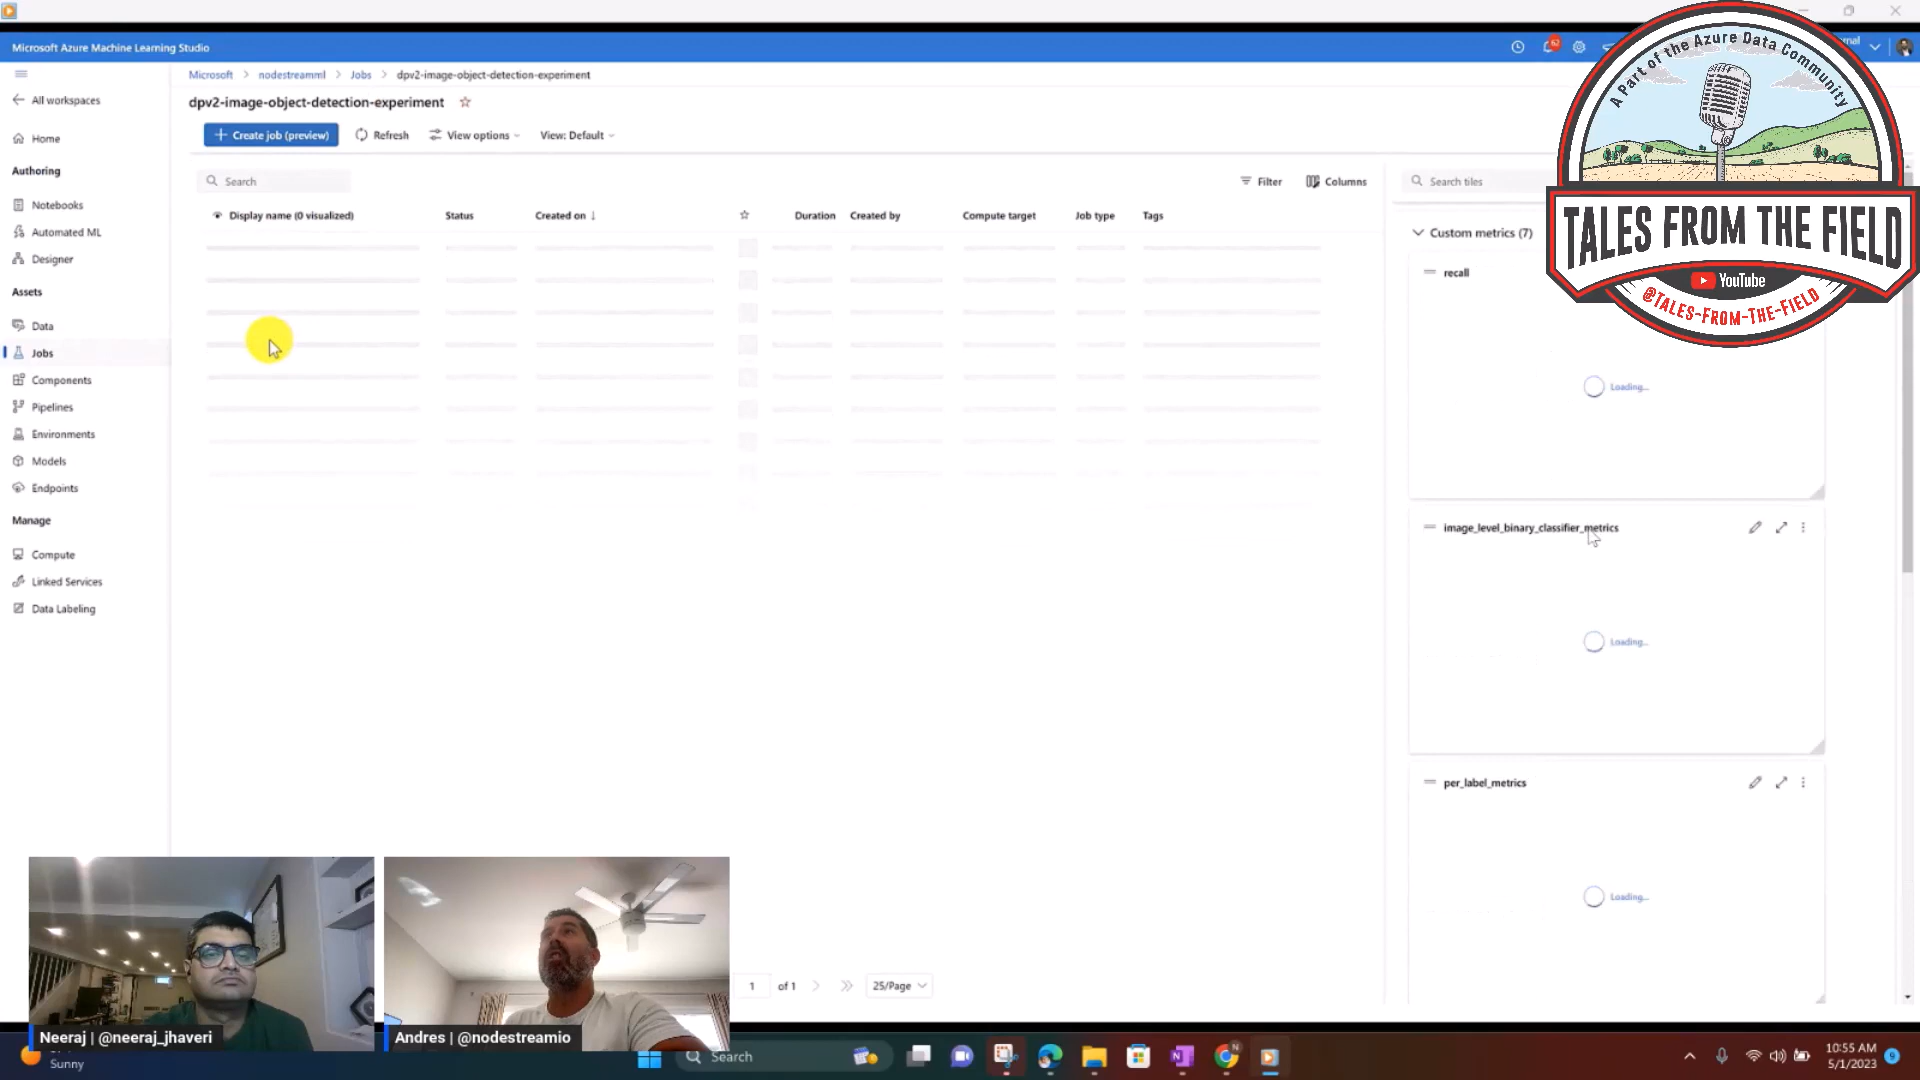 Microsoft Azure Machine Learning Studio
62
Microsoft > nodestreamml > Jobs > dpv2-image-object-detection-experiment
All workspaces
dpv2-image-object-detection-experiment
Create job (preview)
Refresh
View options
View: Default
Home
Authoring
Notebooks
Automated ML
Designer
Assets
Data
Jobs
Components
Pipelines
Environments
Models
Endpoints
Manage
Compute
Linked Services
Data Labeling
Search
Filter
Columns
Display name (0 visualized)
Status
Created on ↓
Duration
Created by
Compute target
Job type
Tags
Search tiles
Custom metrics (7)
recall
Loading...
image_level_binary_classifier_metrics
Loading...
per_label_metrics
Loading...
A Part of the Azure Data Community
TALES FROM THE FIELD
YouTube
@TALES-FROM-THE-FIELD
1
of 1
25/Page
Neeraj | @neeraj_jhaveri
Andres | @nodestreamio
Sunny
Search
10:55 AM
5/1/2023
9